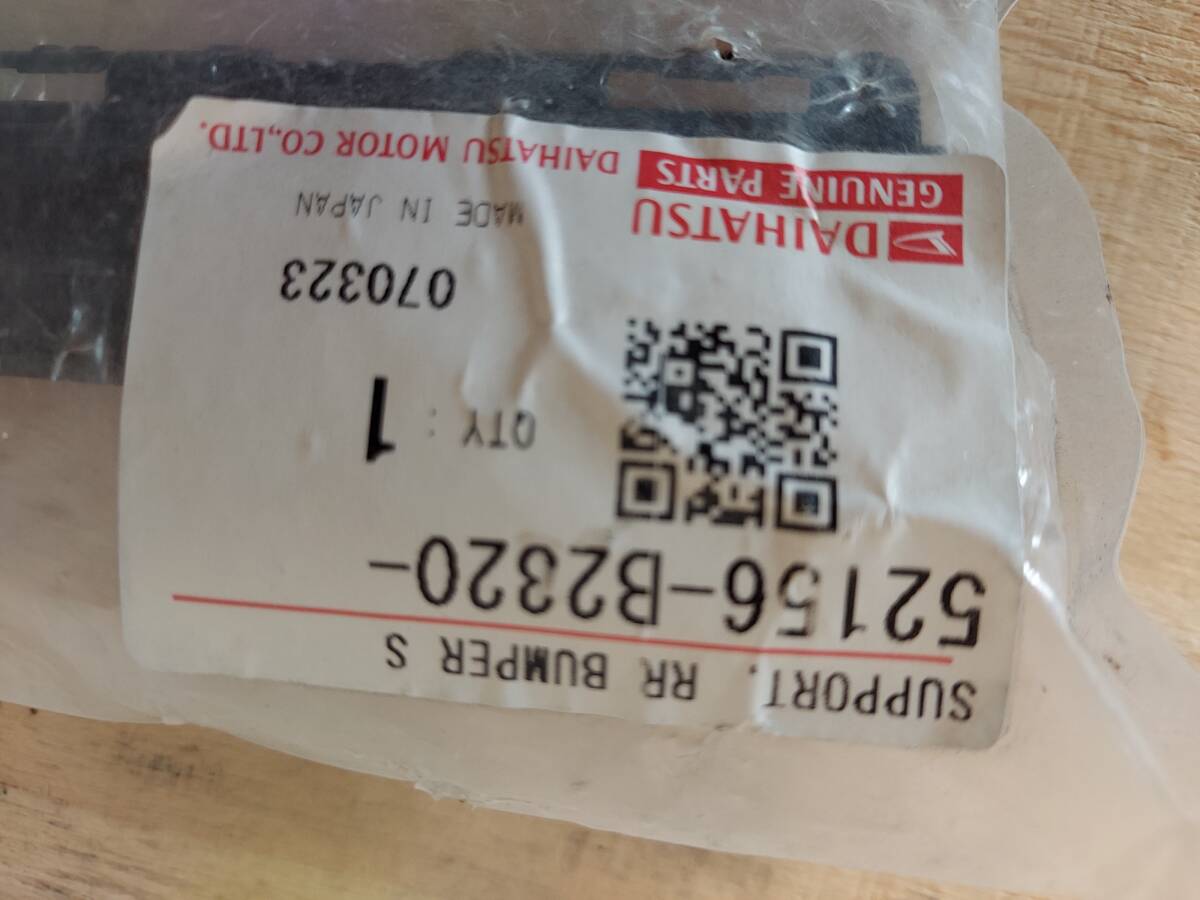 SUPPORT. RR BUMPER S
52156-B2320-
QTY : 1
070323
MADE IN JAPAN
DAIHATSU
GENUINE PARTS DAIHATSU MOTOR CO.,LTD.